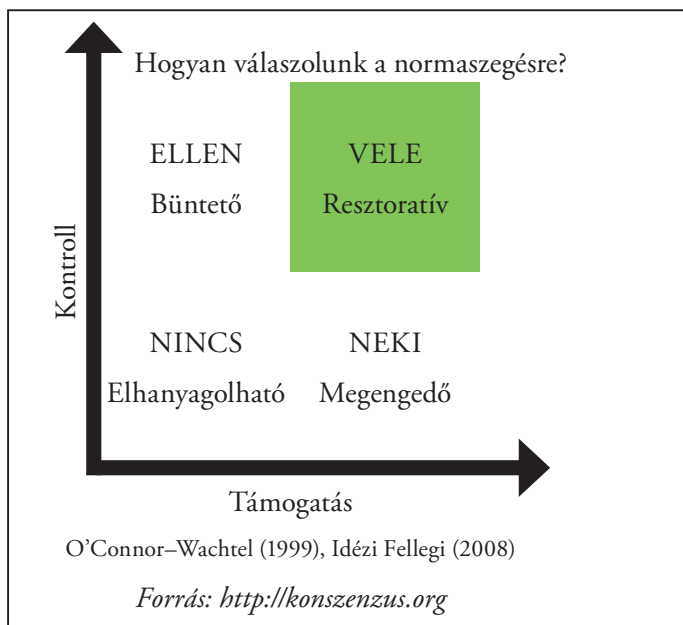 Hogyan válaszolunk a normaszegésre?
ELLEN
Büntető
VELE
Resztoratív
Kontroll
NINCS
Elhanyagolható
NEKI
Megengedő
Támogatás
O’Connor–Wachtel (1999), Idézi Fellegi (2008)
Forrás: http://konszenzus.org